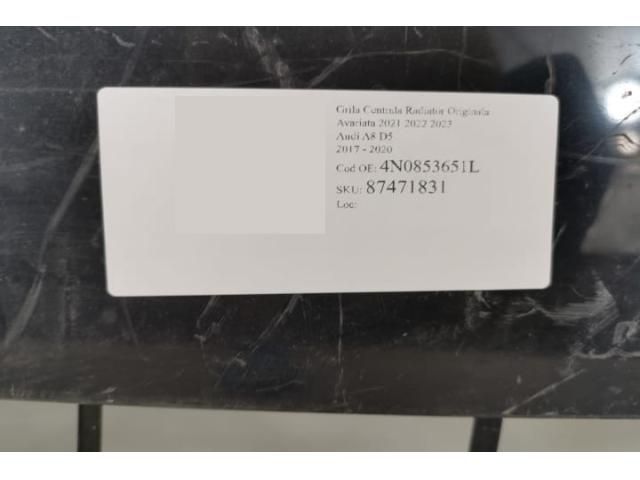 Grila Centrala Radiator Originala
Avariata 2021 2022 2023
Audi A8 D5
2017 - 2020
Cod OE: 4N0853651L
SKU: 87471831
Loc: